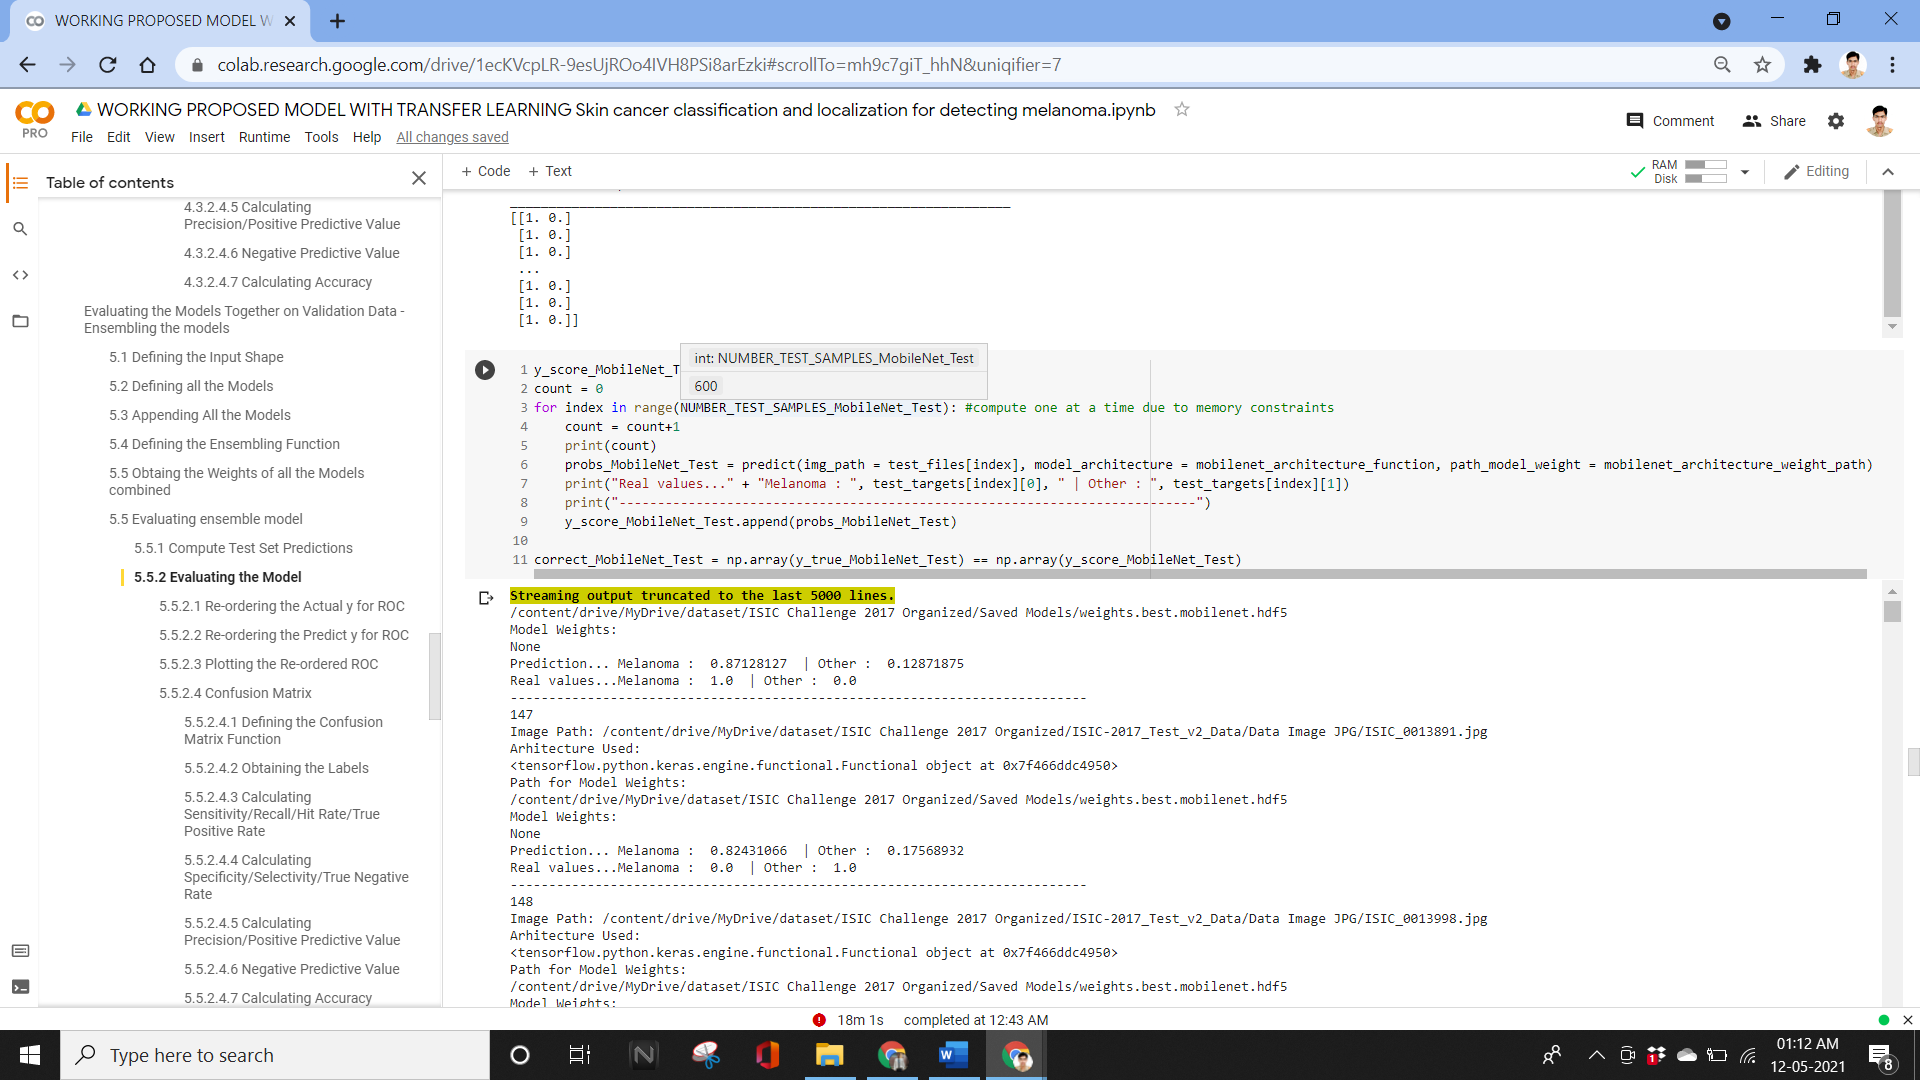 WORKING PROPOSED MODEL W
colab.research.google.com/drive/1ecKVcpLR-9esUjROo4IVH8PSi8arEzki#scrollTo=mh9c7giT_hhN&uniqifier=7
CO
PRO
WORKING PROPOSED MODEL WITH TRANSFER LEARNING Skin cancer classification and localization for detecting melanoma.ipynb
File Edit View Insert Runtime Tools Help All changes saved
Comment Share
Table of contents
4.3.2.4.5 Calculating
Precision/Positive Predictive Value
4.3.2.4.6 Negative Predictive Value
4.3.2.4.7 Calculating Accuracy
Evaluating the Models Together on Validation Data -
Ensembling the models
5.1 Defining the Input Shape
5.2 Defining all the Models
5.3 Appending All the Models
5.4 Defining the Ensembling Function
5.5 Obtaing the Weights of all the Models
combined
5.5 Evaluating ensemble model
5.5.1 Compute Test Set Predictions
5.5.2 Evaluating the Model
5.5.2.1 Re-ordering the Actual y for ROC
5.5.2.2 Re-ordering the Predict y for ROC
5.5.2.3 Plotting the Re-ordered ROC
5.5.2.4 Confusion Matrix
5.5.2.4.1 Defining the Confusion
Matrix Function
5.5.2.4.2 Obtaining the Labels
5.5.2.4.3 Calculating
Sensitivity/Recall/Hit Rate/True
Positive Rate
5.5.2.4.4 Calculating
Specificity/Selectivity/True Negative
Rate
5.5.2.4.5 Calculating
Precision/Positive Predictive Value
5.5.2.4.6 Negative Predictive Value
5.5.2.4.7 Calculating Accuracy
+ Code + Text
RAM
Disk
Editing
[[1. 0.]
[1. 0.]
[1. 0.]
...
[1. 0.]
[1. 0.]
[1. 0.]]
int: NUMBER_TEST_SAMPLES_MobileNet_Test
600
1 y_score_MobileNet_T
2 count = 0
3 for index in range(NUMBER_TEST_SAMPLES_MobileNet_Test): #compute one at a time due to memory constraints
4 count = count+1
5 print(count)
6 probs_MobileNet_Test = predict(img_path = test_files[index], model_architecture = mobilenet_architecture_function, path_model_weight = mobilenet_architecture_weight_path)
7 print("Real values..." + "Melanoma : ", test_targets[index][0], " | Other : ", test_targets[index][1])
8 print("---------------------------------------------------------------------------")
9 y_score_MobileNet_Test.append(probs_MobileNet_Test)
10
11 correct_MobileNet_Test = np.array(y_true_MobileNet_Test) == np.array(y_score_MobileNet_Test)
Streaming output truncated to the last 5000 lines.
/content/drive/MyDrive/dataset/ISIC Challenge 2017 Organized/Saved Models/weights.best.mobilenet.hdf5
Model Weights:
None
Prediction... Melanoma : 0.87128127 | Other : 0.12871875
Real values...Melanoma : 1.0 | Other : 0.0
---------------------------------------------------------------------------
147
Image Path: /content/drive/MyDrive/dataset/ISIC Challenge 2017 Organized/ISIC-2017_Test_v2_Data/Data Image JPG/ISIC_0013891.jpg
Arhitecture Used:
<tensorflow.python.keras.engine.functional.Functional object at 0x7f466ddc4950>
Path for Model Weights:
/content/drive/MyDrive/dataset/ISIC Challenge 2017 Organized/Saved Models/weights.best.mobilenet.hdf5
Model Weights:
None
Prediction... Melanoma : 0.82431066 | Other : 0.17568932
Real values...Melanoma : 0.0 | Other : 1.0
---------------------------------------------------------------------------
148
Image Path: /content/drive/MyDrive/dataset/ISIC Challenge 2017 Organized/ISIC-2017_Test_v2_Data/Data Image JPG/ISIC_0013998.jpg
Arhitecture Used:
<tensorflow.python.keras.engine.functional.Functional object at 0x7f466ddc4950>
Path for Model Weights:
/content/drive/MyDrive/dataset/ISIC Challenge 2017 Organized/Saved Models/weights.best.mobilenet.hdf5
Model Weights:
18m 1s completed at 12:43 AM
Type here to search
01:12 AM
12-05-2021
8